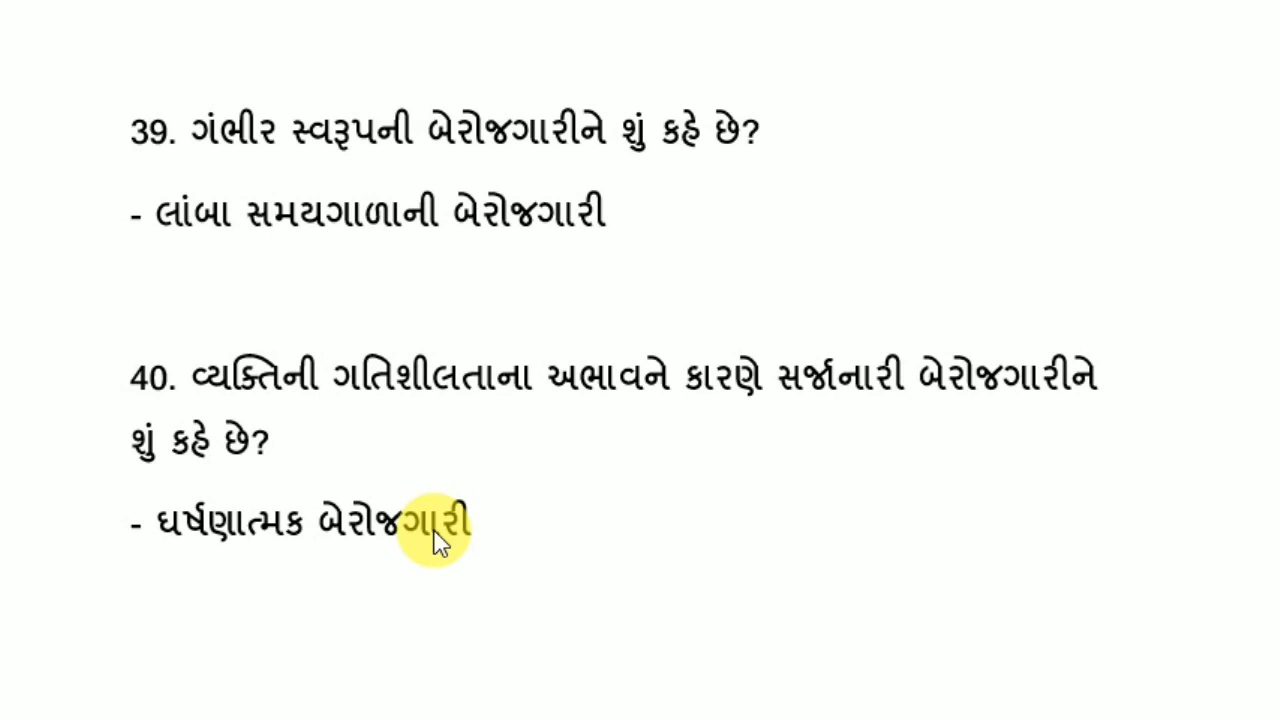 39. ગંભીર સ્વરૂપની બેરોજગારીને શું કહે છે?
- લાંબા સમયગાળાની બેરોજગારી
40. વ્યક્તિની ગતિશીલતાના અભાવને કારણે સર્જાનારી બેરોજગારીને
શું કહે છે?
- ઘર્ષણાત્મક બેરોજગારી